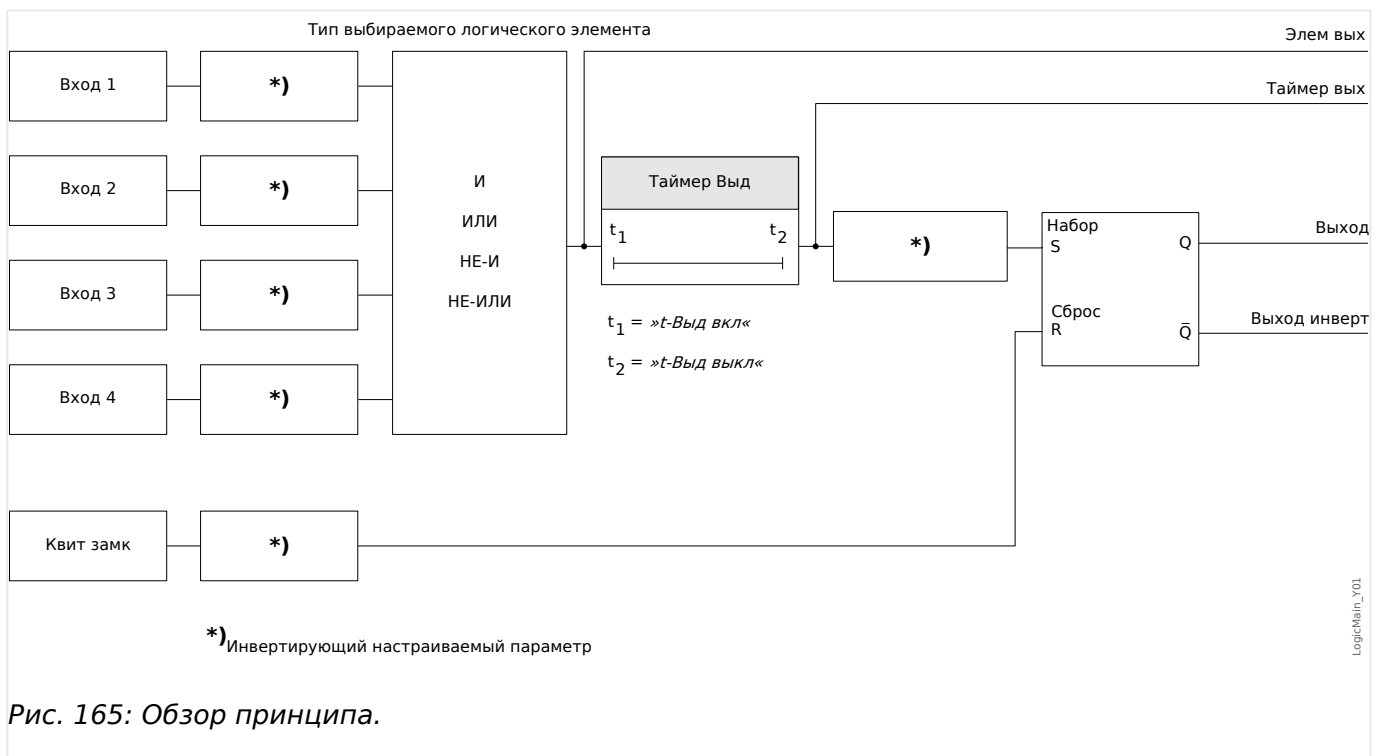 Тип выбираемого логического элемента
Элем вых
Вход 1
*)
Таймер вых
Вход 2
*)
И
ИЛИ
НЕ-И
НЕ-ИЛИ
Таймер Выд
t1
t2
*)
Набор
S
Q
Выход
Сброс
R
Q̅
Выход инверт
Вход 3
*)
t1 = »t-Выд вкл«
t2 = »t-Выд выкл«
Вход 4
*)
Квит замк
*)
*)Инвертирующий настраиваемый параметр
LogicMain_Y01
Рис. 165: Обзор принципа.